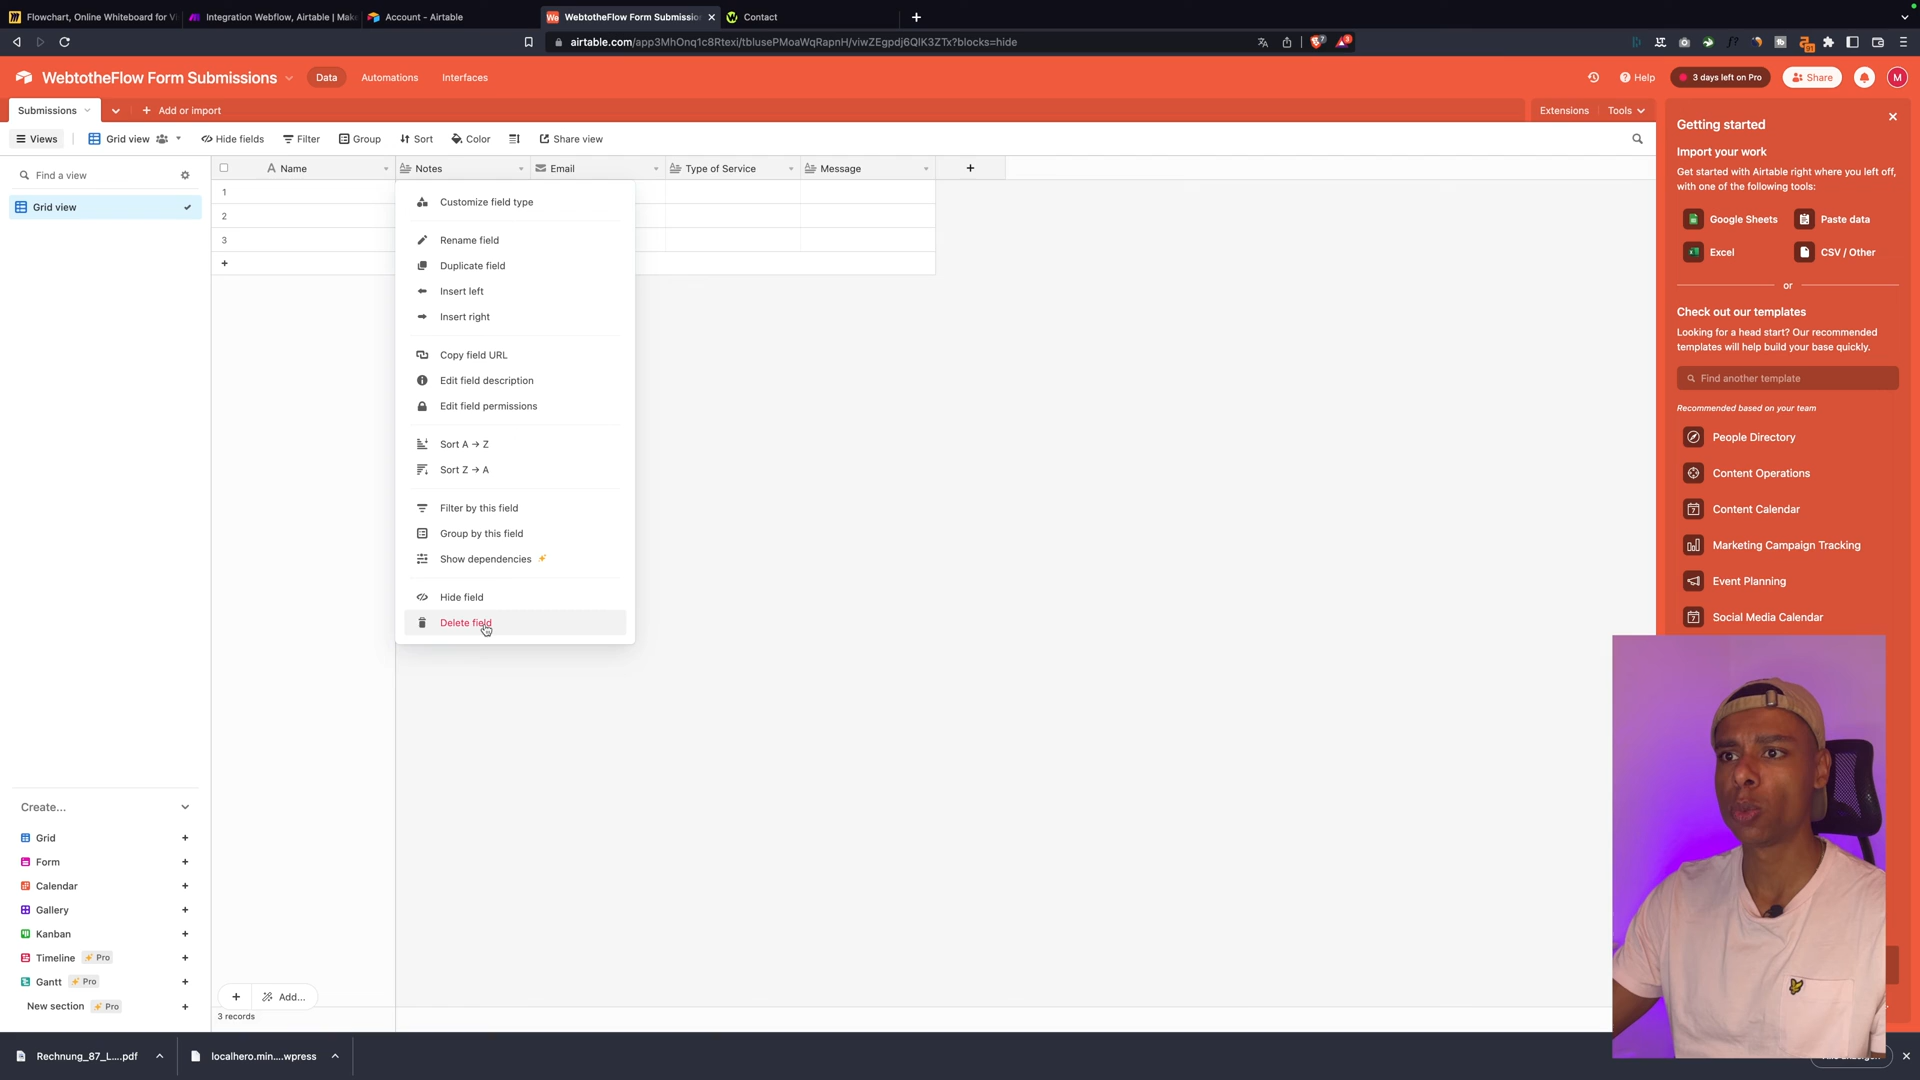 Flowchart, Online Whiteboard for Vi
Integration Webflow, Airtable | Make
Account - Airtable
WebtotheFlow Form Submissio
Contact
airtable.com/app3MhOnq1c8Rtexi/tblusePMoaWqRapnH/viwZEgpdj6QlK3ZTx?blocks=hide
WebtotheFlow Form Submissions
Data
Automations
Interfaces
Help
3 days left on Pro
Share
M
Submissions
Add or import
Extensions
Tools
Views
Grid view
Hide fields
Filter
Group
Sort
Color
Share view
Find a view
Grid view
Name
Notes
Email
Type of Service
Message
1
2
3
Customize field type
Rename field
Duplicate field
Insert left
Insert right
Copy field URL
Edit field description
Edit field permissions
Sort A → Z
Sort Z → A
Filter by this field
Group by this field
Show dependencies
Hide field
Delete field
Create...
Grid
Form
Calendar
Gallery
Kanban
Timeline Pro
Gantt Pro
New section Pro
Add...
3 records
Getting started
Import your work
Get started with Airtable right where you left off,
with one of the following tools:
Google Sheets
Paste data
Excel
CSV / Other
or
Check out our templates
Looking for a head start? Our recommended
templates will help build your base quickly.
Find another template
Recommended based on your team
People Directory
Content Operations
Content Calendar
Marketing Campaign Tracking
Event Planning
Social Media Calendar
Rechnung_87_L....pdf
localhero.min....wpress